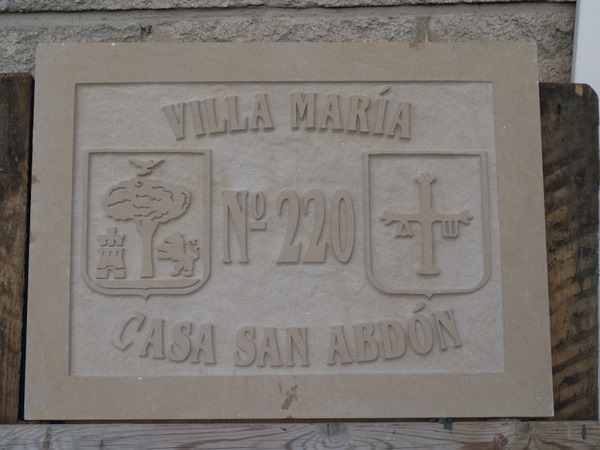 VILLA MARÍA
Nº 220
A W
CASA SAN ABDÓN